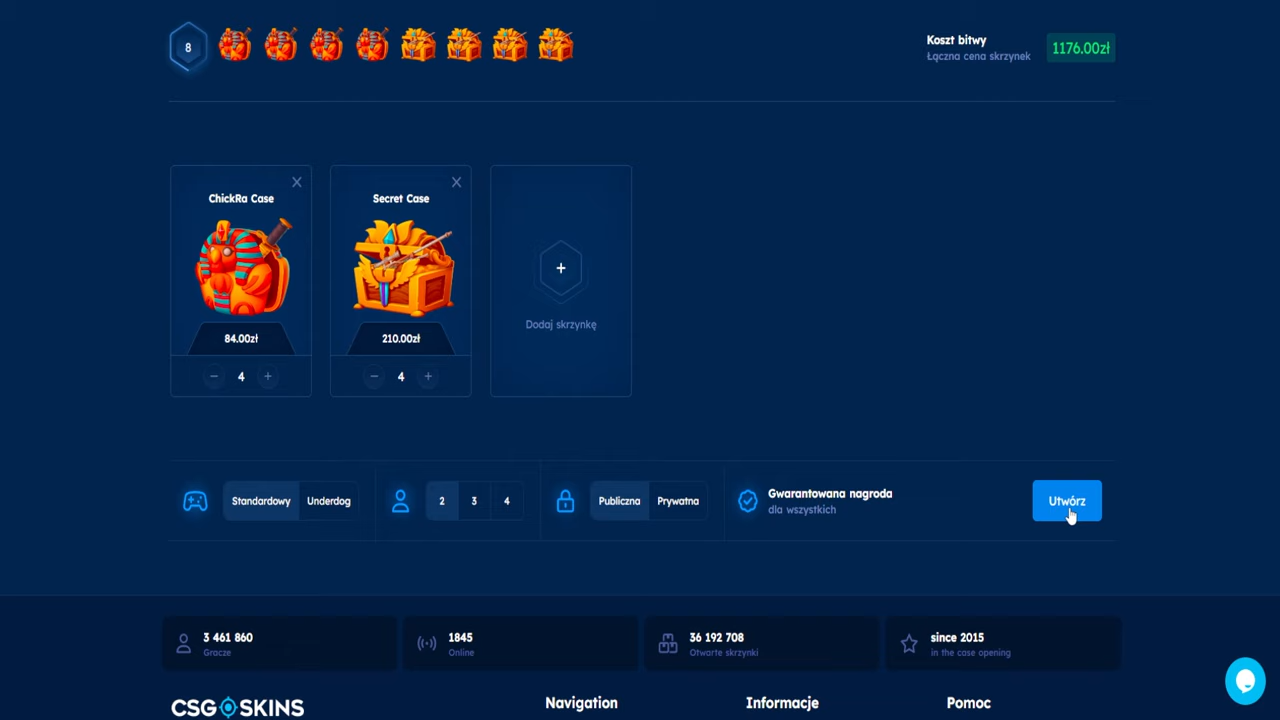 8
Koszt bitwy
Łączna cena skrzynek
1176.00zł
ChickRa Case
84.00zł
4
Secret Case
210.00zł
4
Dodaj skrzynkę
Standardowy
Underdog
2
3
4
Publiczna
Prywatna
Gwarantowana nagroda
dla wszystkich
Utwórz
3 461 860
Gracze
1845
Online
36 192 708
Otwarte skrzynki
since 2015
in the case opening
CSG SKINS
Navigation
Informacje
Pomoc